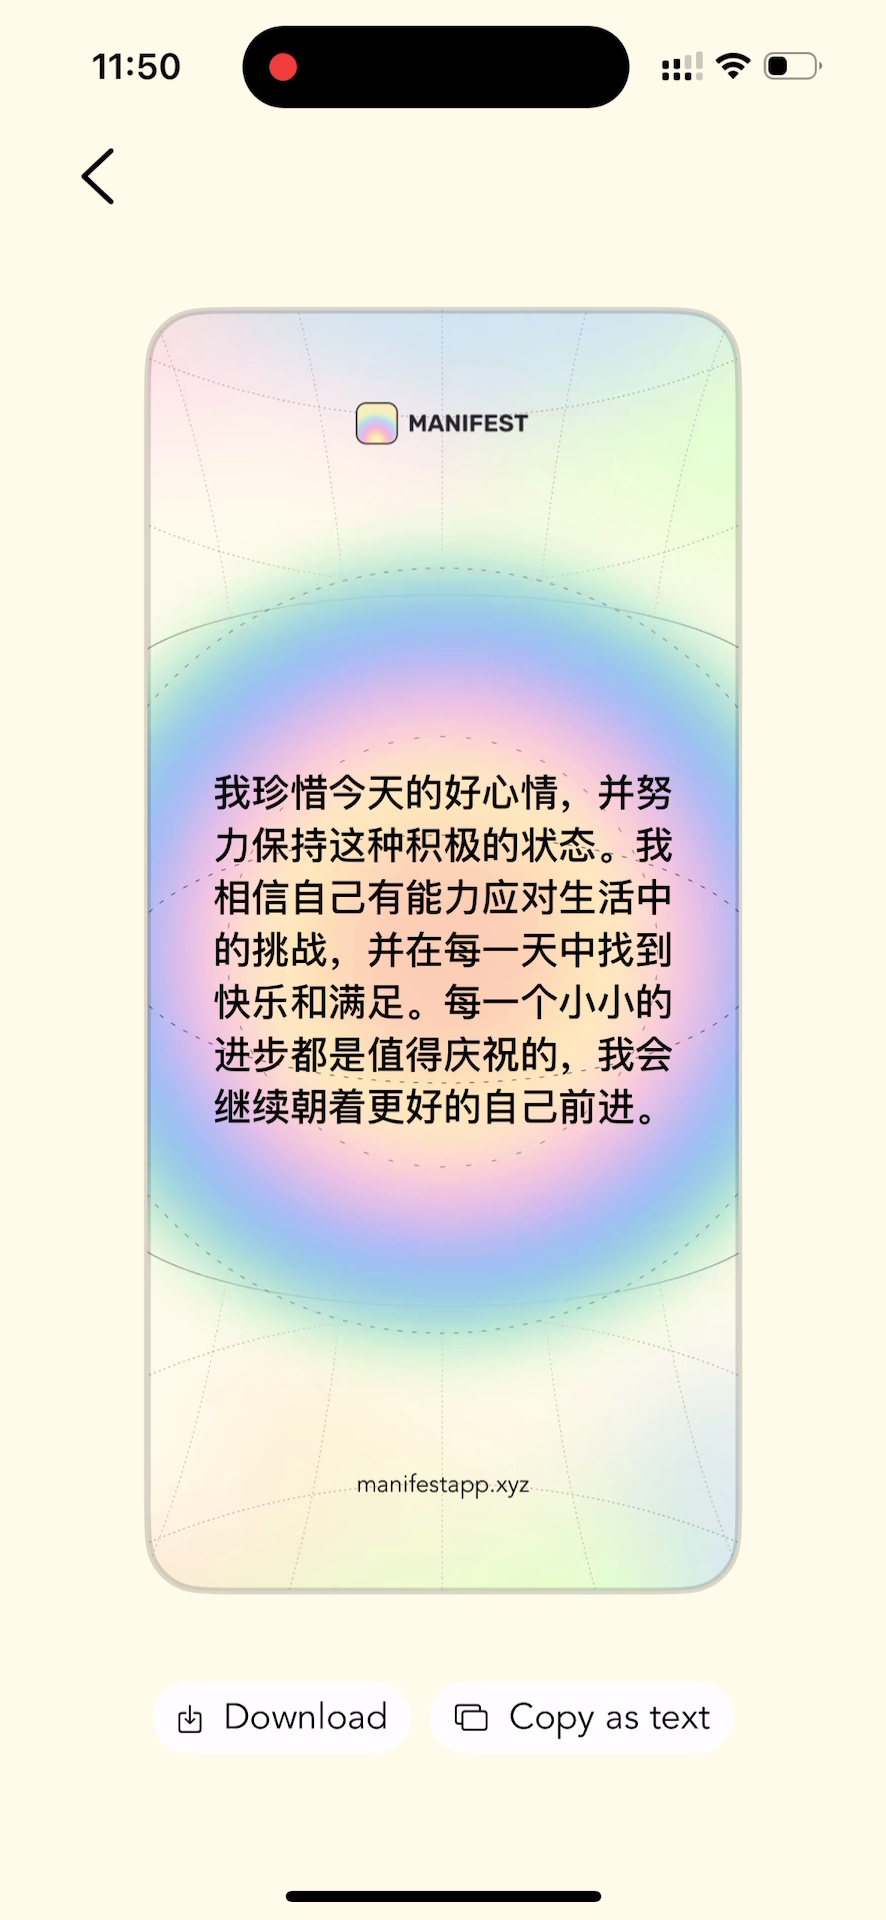 11:50
MANIFEST
我珍惜今天的好心情，并努
力保持这种积极的状态。我
相信自己有能力应对生活中
的挑战，并在每一天中找到
快乐和满足。每一个小小的
进步都是值得庆祝的，我会
继续朝着更好的自己前进。
manifestapp.xyz
Download
Copy as text